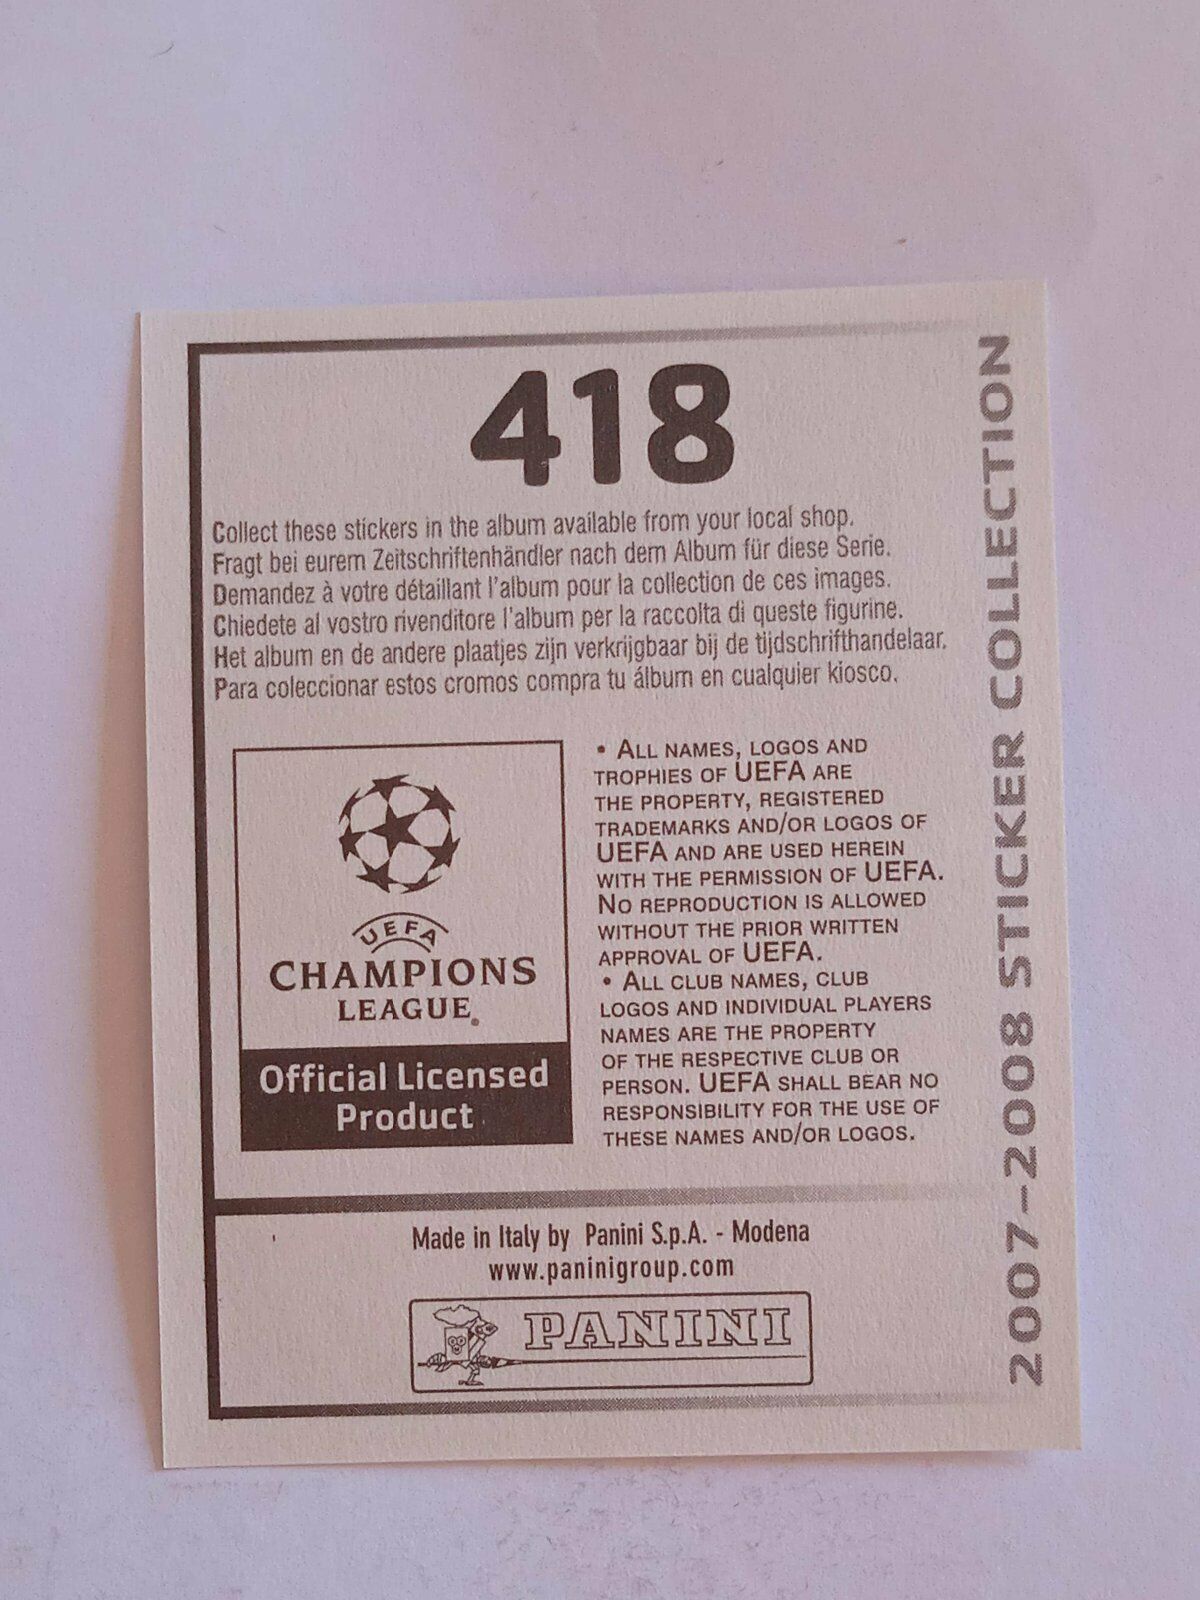 418
Collect these stickers in the album available from your local shop.
Fragt bei eurem Zeitschriftenhändler nach dem Album für diese Serie.
Demandez à votre détaillant l'album pour la collection de ces images.
Chiedete al vostro rivenditore l'album per la raccolta di queste figurine.
Het album en de andere plaatjes zijn verkrijgbaar bij de tijdschrifthandelaar.
Para coleccionar estos cromos compra tu álbum en cualquier kiosco.
UEFA
CHAMPIONS
LEAGUE®
Official Licensed
Product
• ALL NAMES, LOGOS AND
TROPHIES OF UEFA ARE
THE PROPERTY, REGISTERED
TRADEMARKS AND/OR LOGOS OF
UEFA AND ARE USED HEREIN
WITH THE PERMISSION OF UEFA.
NO REPRODUCTION IS ALLOWED
WITHOUT THE PRIOR WRITTEN
APPROVAL OF UEFA.
• ALL CLUB NAMES, CLUB
LOGOS AND INDIVIDUAL PLAYERS
NAMES ARE THE PROPERTY
OF THE RESPECTIVE CLUB OR
PERSON. UEFA SHALL BEAR NO
RESPONSIBILITY FOR THE USE OF
THESE NAMES AND/OR LOGOS.
Made in Italy by Panini S.p.A. - Modena
www.paninigroup.com
PANINI
2007-2008 STICKER COLLECTION